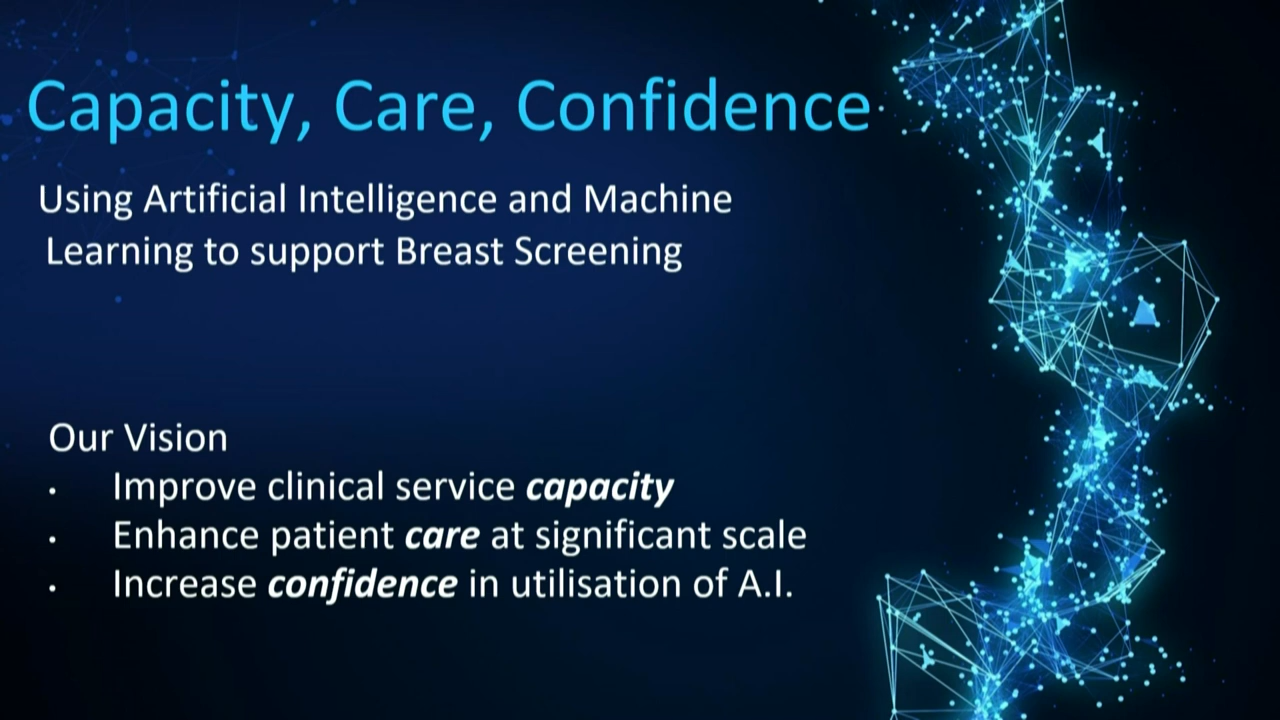 Capacity, Care, Confidence
Using Artificial Intelligence and Machine
Learning to support Breast Screening
Our Vision
• Improve clinical service capacity
• Enhance patient care at significant scale
• Increase confidence in utilisation of A.I.